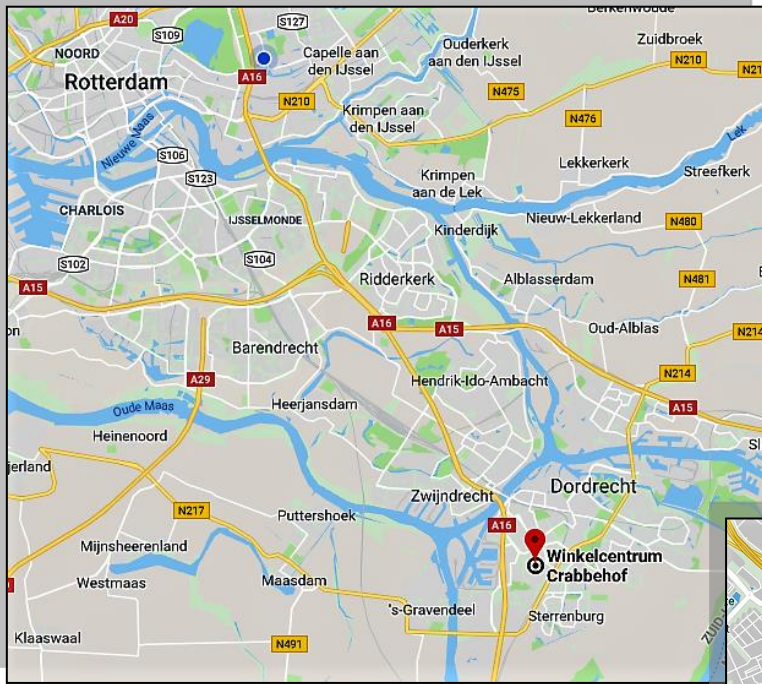 Berkenwoude
A20
S127
S109
NOORD
Capelle aan
den IJssel
Ouderkerk
aan den IJssel
Zuidbroek
N210
Rotterdam
A16
N210
N475
N476
Krimpen aan
den IJssel
Nieuwe Maas
S106
S123
Lek
Lekkerkerk
Streefkerk
Krimpen
aan de Lek
CHARLOIS
IJSSELMONDE
Nieuw-Lekkerland
N480
Kinderdijk
S102
S104
Ridderkerk
Alblasserdam
N481
A15
A16
A15
Oud-Alblas
N214
Barendrecht
A29
Hendrik-Ido-Ambacht
N214
Oude Maas
Heerjansdam
A15
Heinenoord
jerland
Zwijndrecht
Dordrecht
N217
Puttershoek
A16
Mijnsheerenland
Winkelcentrum
Crabbehof
Westmaas
Maasdam
's-Gravendeel
Sterrenburg
Klaaswaal
N491